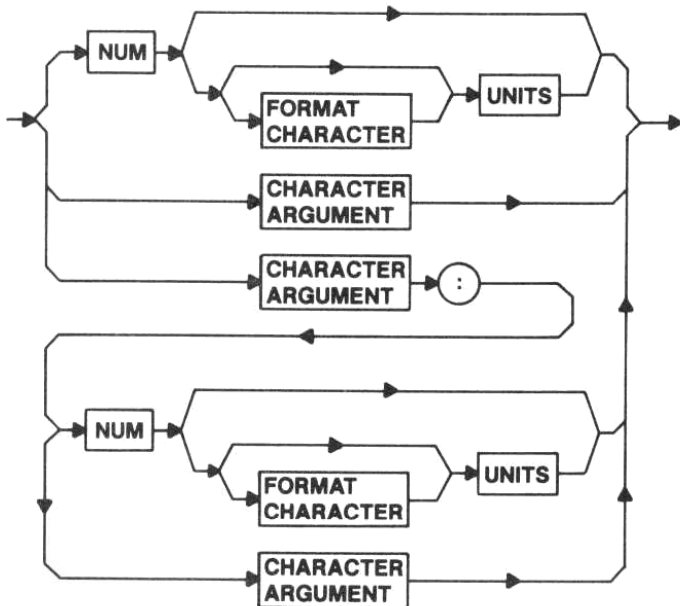 NUM
UNITS
FORMAT
CHARACTER
CHARACTER
ARGUMENT
CHARACTER
ARGUMENT
:
NUM
UNITS
FORMAT
CHARACTER
CHARACTER
ARGUMENT